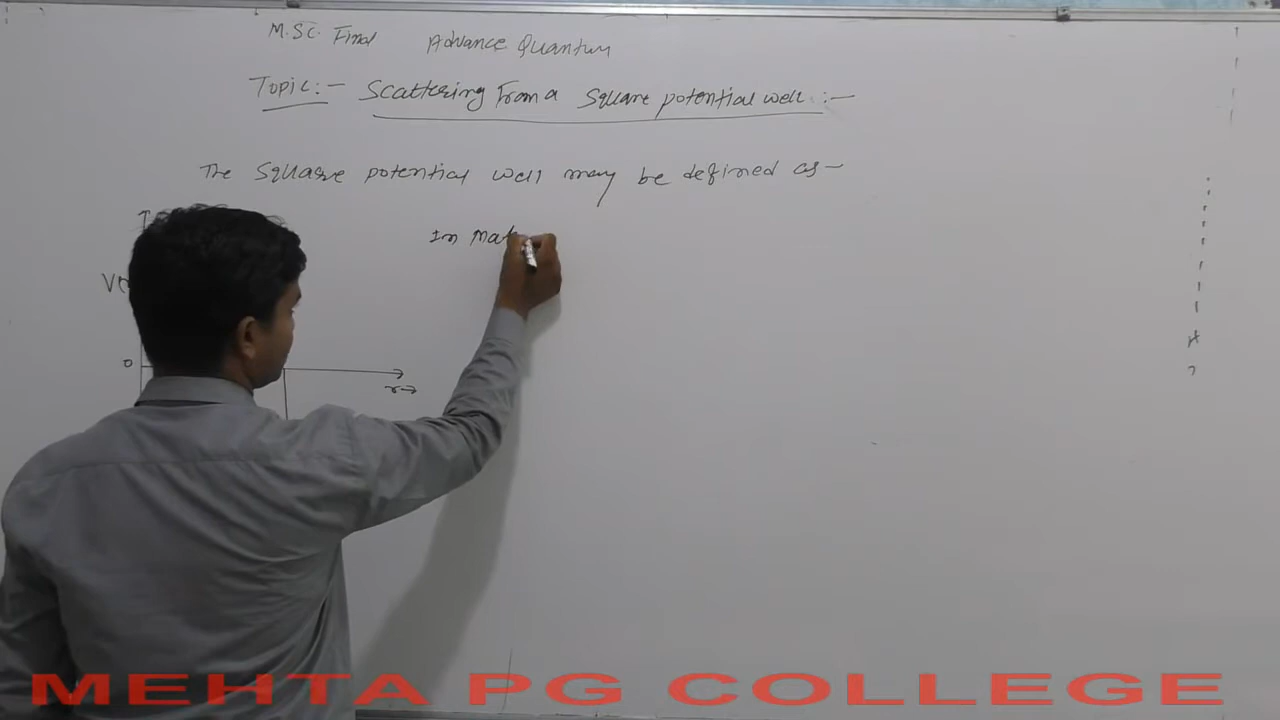 M.SC. Final Advance Quantum
Topic:- Scattering From a Square potential well :-
The Square potential well may be defined as-
In Mat
V(
0
r→
MEHTA PG COLLEGE